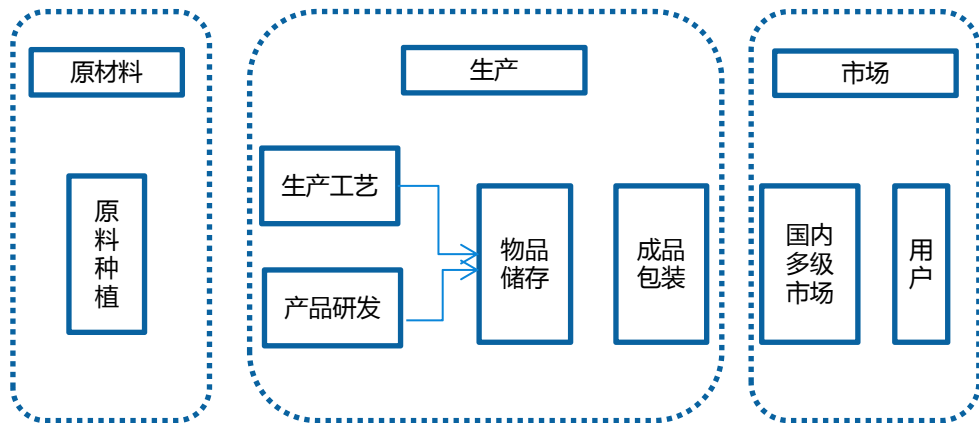 原材料
生产
市场
原
料
种
植
生产工艺
产品研发
物品
储存
成品
包装
国内
多级
市场
用
户